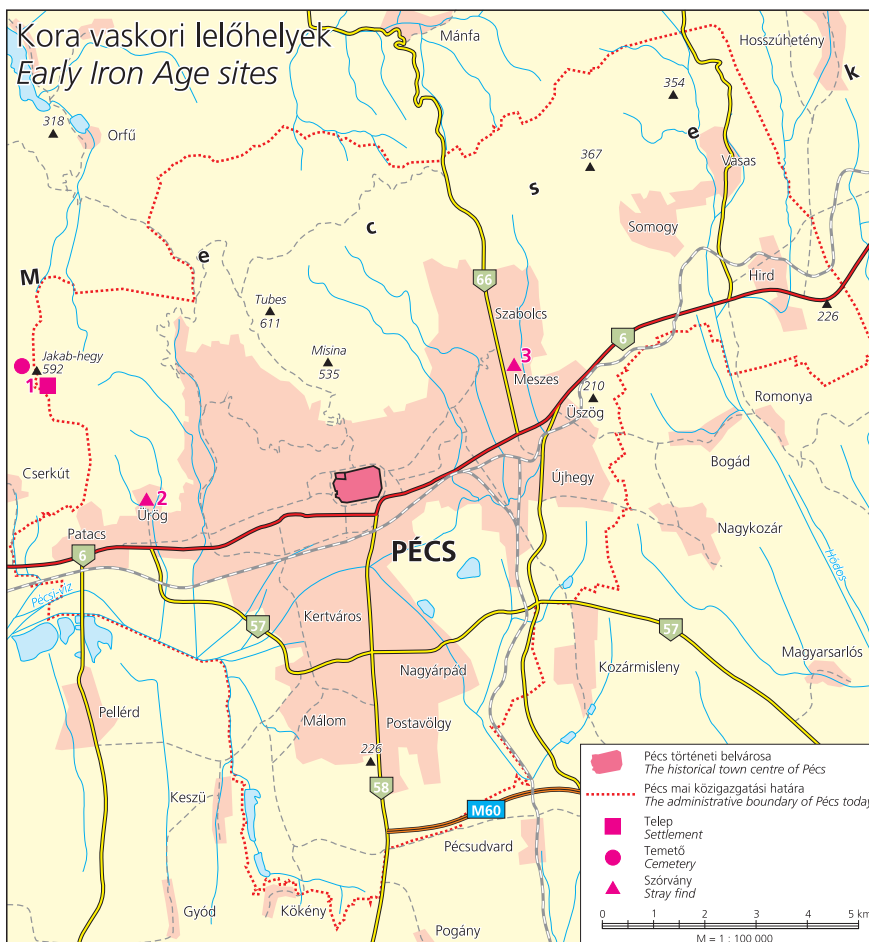 Kora vaskori lelőhelyek
Early Iron Age sites
Mánfa
Hosszúhetény
k
354
318
Orfű
e
Vasas
367
s
Somogy
c
e
M
66
Hird
Tubes
611
Szabolcs
226
6
Jakab-hegy
592
Misina
535
3
Meszes
1
210
Üszög
Romonya
Bogád
Cserkút
Újhegy
2
Ürög
Nagykozár
Patacs
6
PÉCS
Hódos
Pécsi-víz
Kertváros
57
57
Nagyárpád
Kozármisleny
Magyarsarlós
Pellérd
Málom
Postavölgy
226
Keszü
58
M60
Pécsudvard
Gyód
Kökény
Pogány
Pécs történeti belvárosa
The historical town centre of Pécs
Pécs mai közigazgatási határa
The administrative boundary of Pécs today
Telep
Settlement
Temető
Cemetery
Szórvány
Stray find
0 1 2 3 4 5 km
M = 1 : 100 000